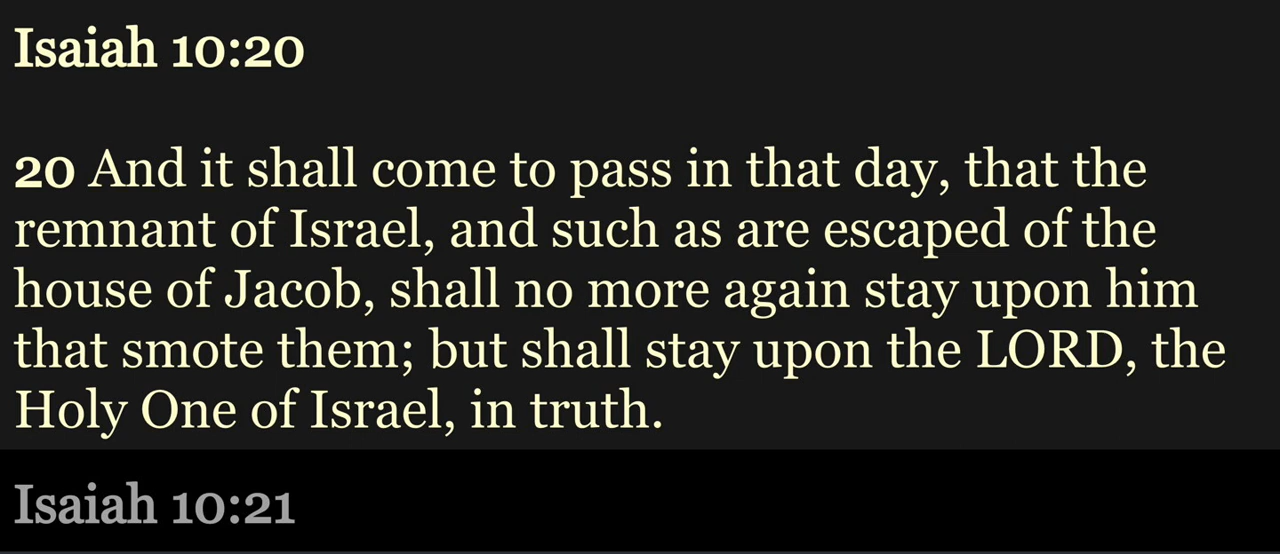 Isaiah 10:20
20 And it shall come to pass in that day, that the
remnant of Israel, and such as are escaped of the
house of Jacob, shall no more again stay upon him
that smote them; but shall stay upon the LORD, the
Holy One of Israel, in truth.
Isaiah 10:21